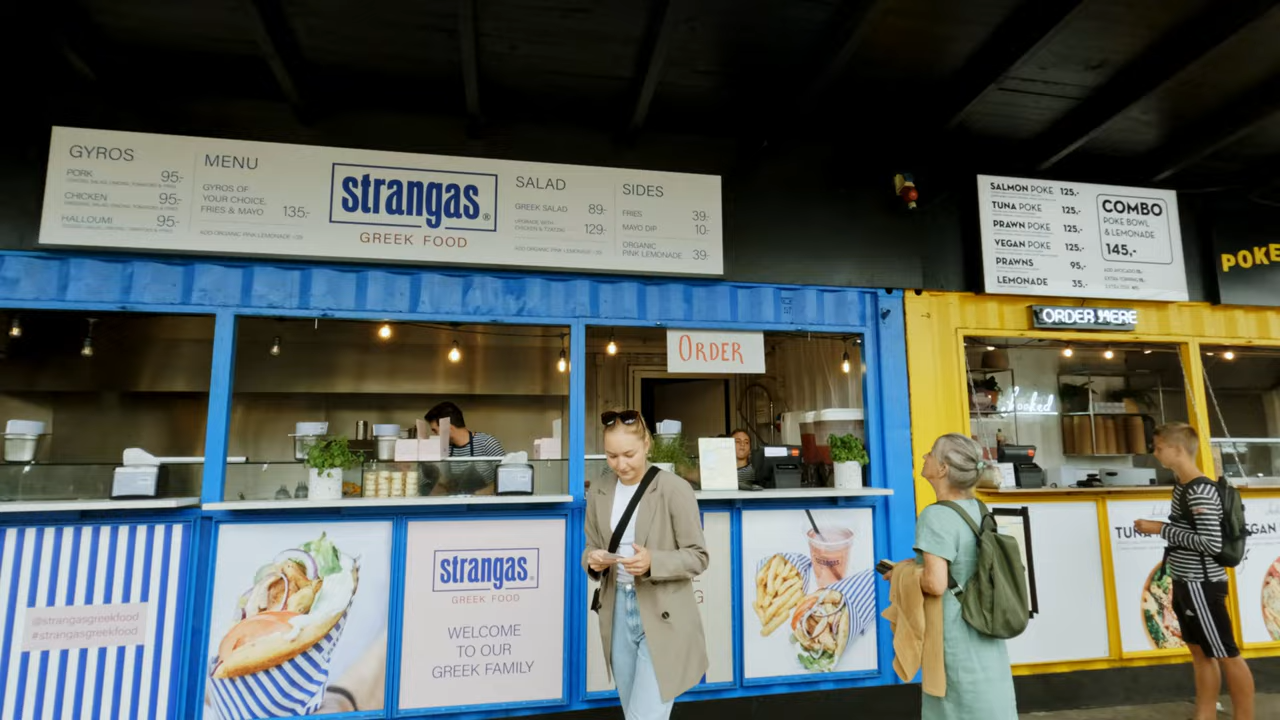 GYROS
PORK 95:-
CHICKEN 95:-
HALLOUMI 95:-
MENU
GYROS OF
YOUR CHOICE,
FRIES & MAYO 135:-
strangas®
GREEK FOOD
SALAD
GREEK SALAD 89:-
129:-
SIDES
FRIES 39:-
MAYO DIP 10:-
ORGANIC
PINK LEMONADE 39:-
SALMON POKE 125,-
TUNA POKE 125,-
PRAWN POKE 125,-
VEGAN POKE 125,-
PRAWNS 95,-
LEMONADE 35,-
COMBO
POKE BOWL
& LEMONADE
145,-
POKE
ORDER HERE
ORDER
@strangasgreekfood
#strangasgreekfood
strangas®
GREEK FOOD
WELCOME
TO OUR
GREEK FAMILY